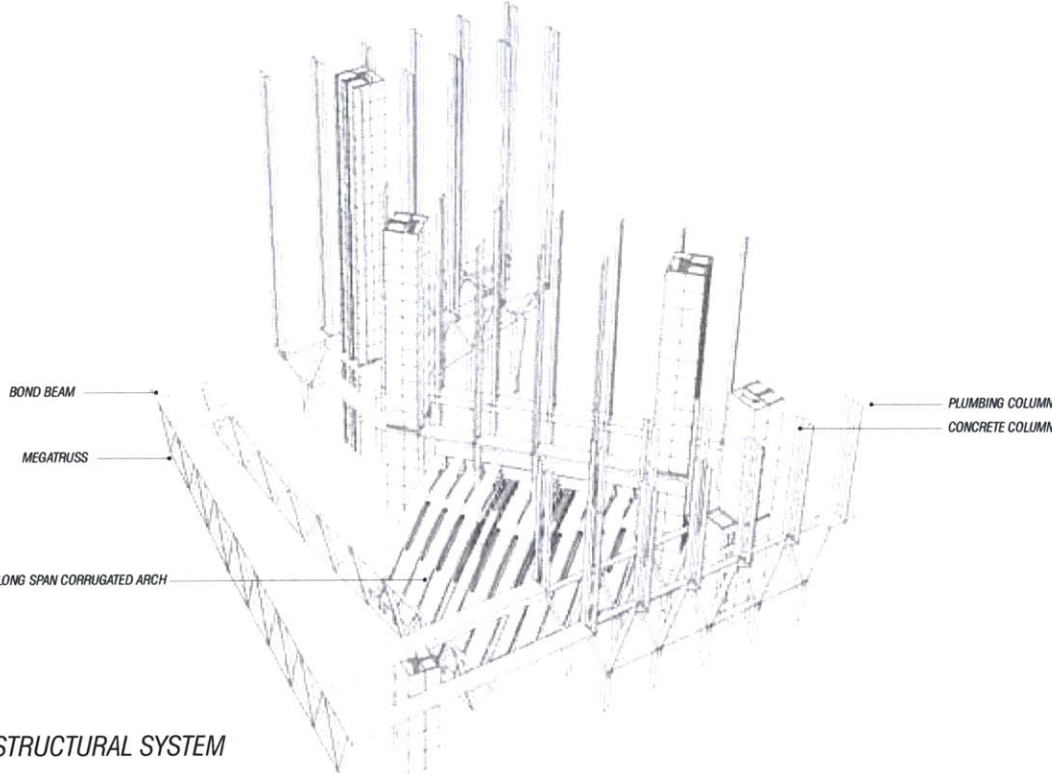 BOND BEAM
PLUMBING COLUMN
CONCRETE COLUMN
MEGATRUSS
LONG SPAN CORRUGATED ARCH
STRUCTURAL SYSTEM